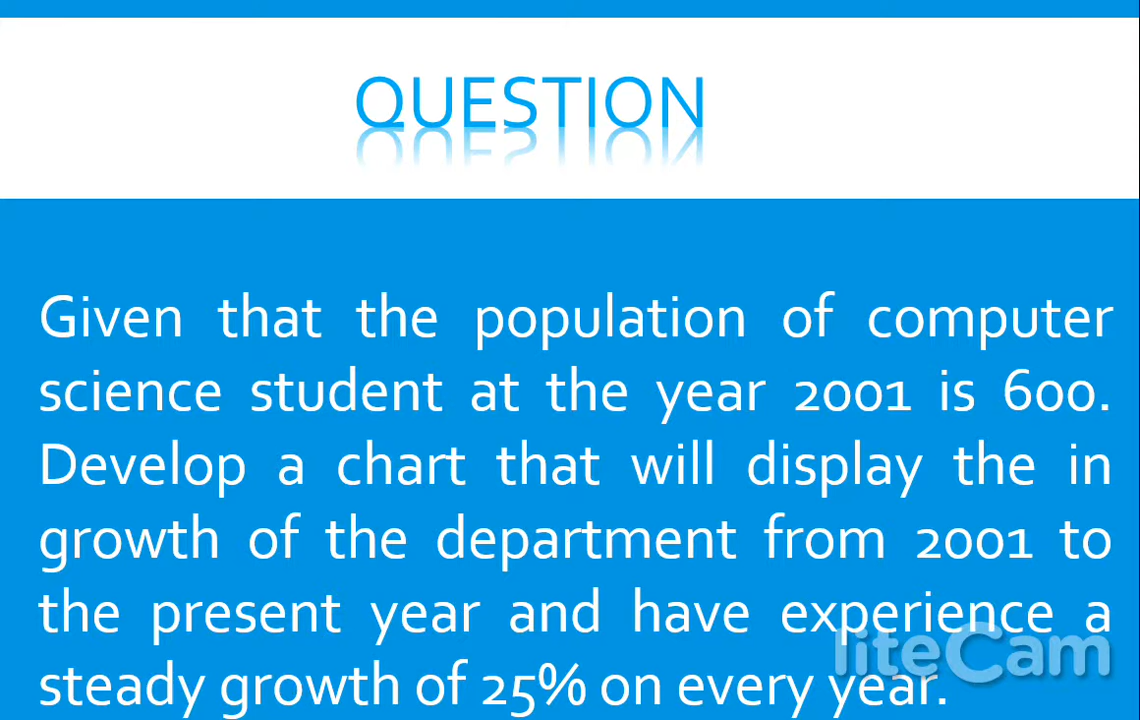 QUESTION
Given that the population of computer
science student at the year 2001 is 600.
Develop a chart that will display the in
growth of the department from 2001 to
the present year and have experience a
steady growth of 25% on every year.
liteCam